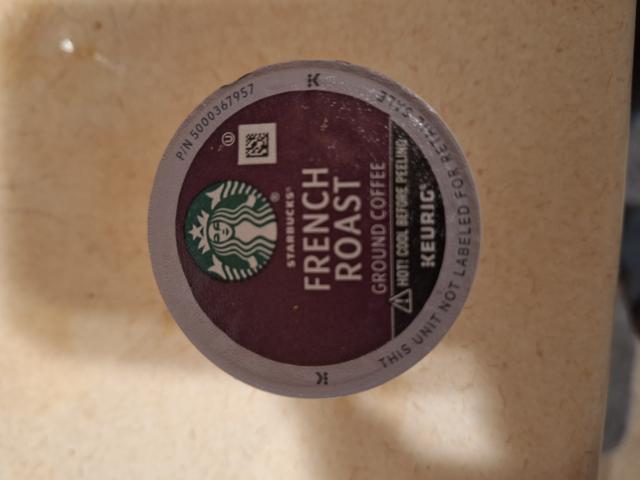 P/N 5000367957
K
U
STARBUCKS®
FRENCH
ROAST
GROUND COFFEE
HOT! COOL BEFORE PEELING
KEURIG®
THIS UNIT NOT LABELED FOR RETAIL SALE
K